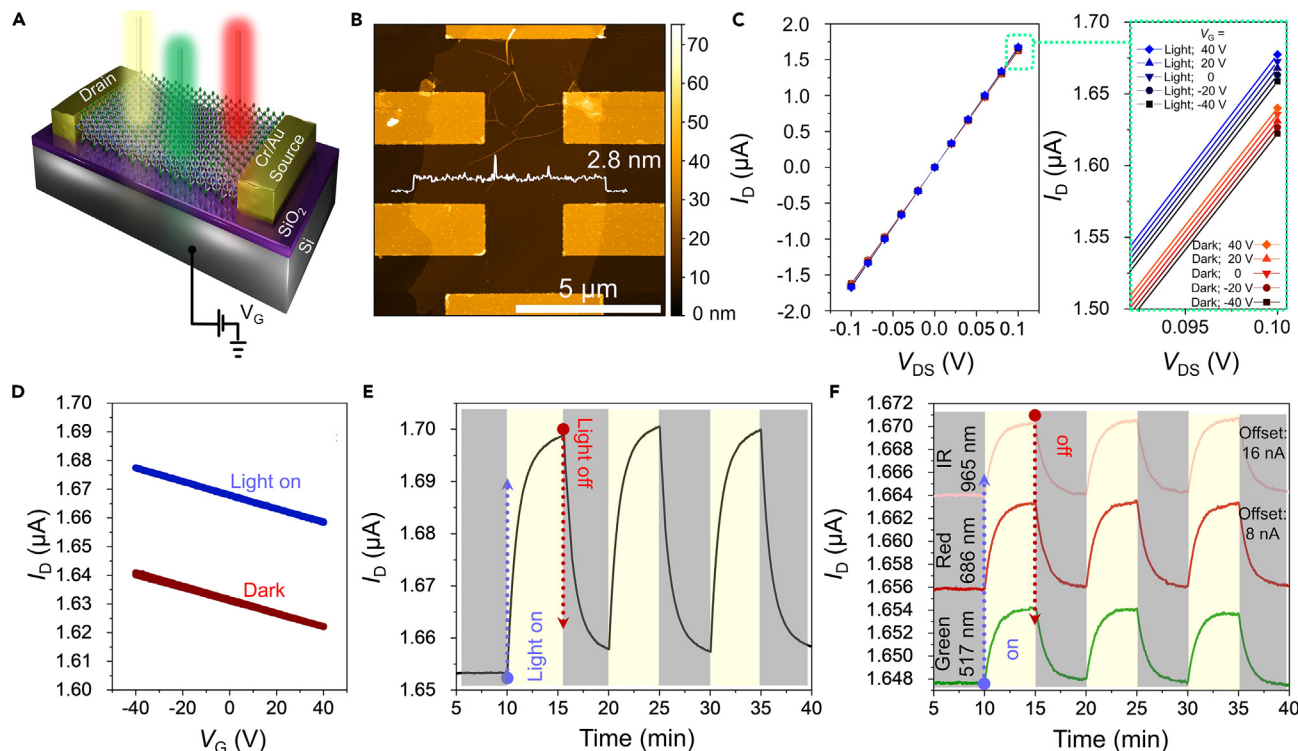 A
Drain
Cr/Au
Source
SiO2
Si
VG
B
2.8 nm
5 µm
70
60
50
40
30
20
10
0 nm
C
2.0
1.5
1.0
0.5
0.0
-0.5
-1.0
-1.5
-2.0
ID (µA)
-0.1
-0.05
0.0
0.05
0.1
VDS (V)
1.70
1.65
1.60
1.55
1.50
ID (µA)
VG =
Light; 40 V
Light; 20 V
Light; 0
Light; -20 V
Light; -40 V
Dark; 40 V
Dark; 20 V
Dark; 0
Dark; -20 V
Dark; -40 V
0.095
0.10
VDS (V)
D
1.70
1.69
1.68
1.67
1.66
1.65
1.64
1.63
1.62
1.61
1.60
ID (µA)
Light on
Dark
-40
-20
0
20
40
VG (V)
E
1.70
1.69
1.68
1.67
1.66
1.65
ID (µA)
Light on
Light off
5
10
15
20
25
30
35
40
Time (min)
F
1.672
1.670
1.668
1.666
1.664
1.662
1.660
1.658
1.656
1.654
1.652
1.650
1.648
ID (µA)
IR
965 nm
Red
686 nm
Green
517 nm
on
off
Offset:
16 nA
Offset:
8 nA
5
10
15
20
25
30
35
40
Time (min)